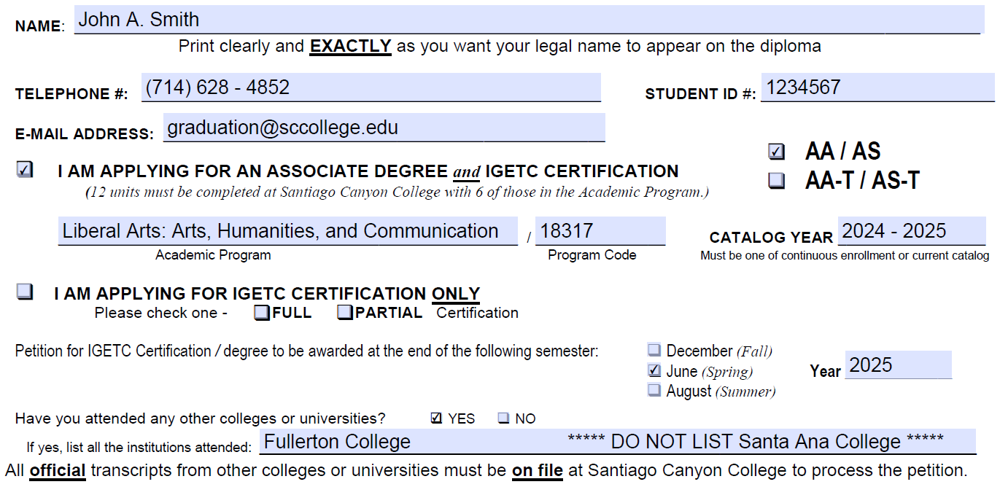 NAME: John A. Smith
Print clearly and EXACTLY as you want your legal name to appear on the diploma
TELEPHONE #: (714) 628 - 4852 STUDENT ID #: 1234567
E-MAIL ADDRESS: graduation@sccollege.edu
AA / AS
I AM APPLYING FOR AN ASSOCIATE DEGREE and IGETC CERTIFICATION
AA-T / AS-T
(12 units must be completed at Santiago Canyon College with 6 of those in the Academic Program.)
Liberal Arts: Arts, Humanities, and Communication / 18317 CATALOG YEAR 2024 - 2025
Academic Program Program Code Must be one of continuous enrollment or current catalog
I AM APPLYING FOR IGETC CERTIFICATION ONLY
Please check one - FULL PARTIAL Certification
Petition for IGETC Certification / degree to be awarded at the end of the following semester: December (Fall)
June (Spring) Year 2025
August (Summer)
Have you attended any other colleges or universities? YES NO
If yes, list all the institutions attended: Fullerton College ***** DO NOT LIST Santa Ana College *****
All official transcripts from other colleges or universities must be on file at Santiago Canyon College to process the petition.